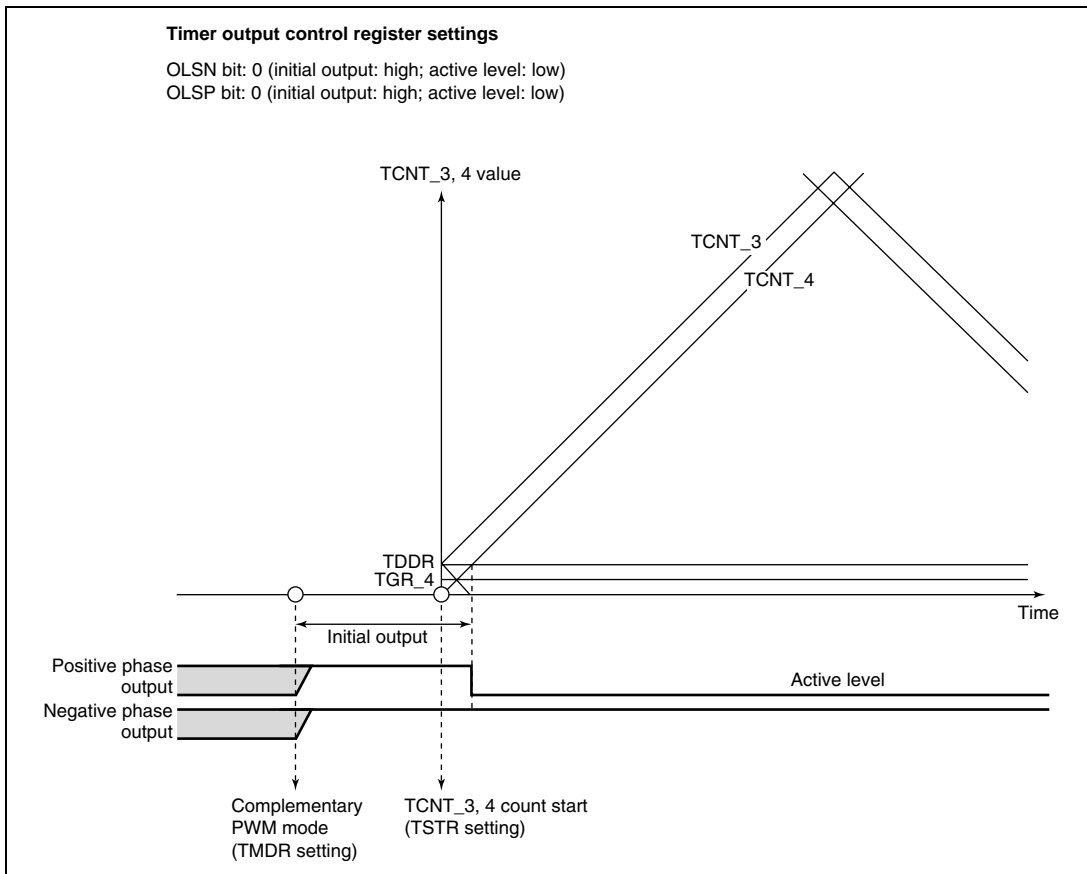 Timer output control register settings
OLSN bit: 0 (initial output: high; active level: low)
OLSP bit: 0 (initial output: high; active level: low)
TCNT_3, 4 value
TCNT_3
TCNT_4
TDDR
TGR_4
Time
Initial output
Positive phase
output
Active level
Negative phase
output
Complementary
PWM mode
(TMDR setting)
TCNT_3, 4 count start
(TSTR setting)